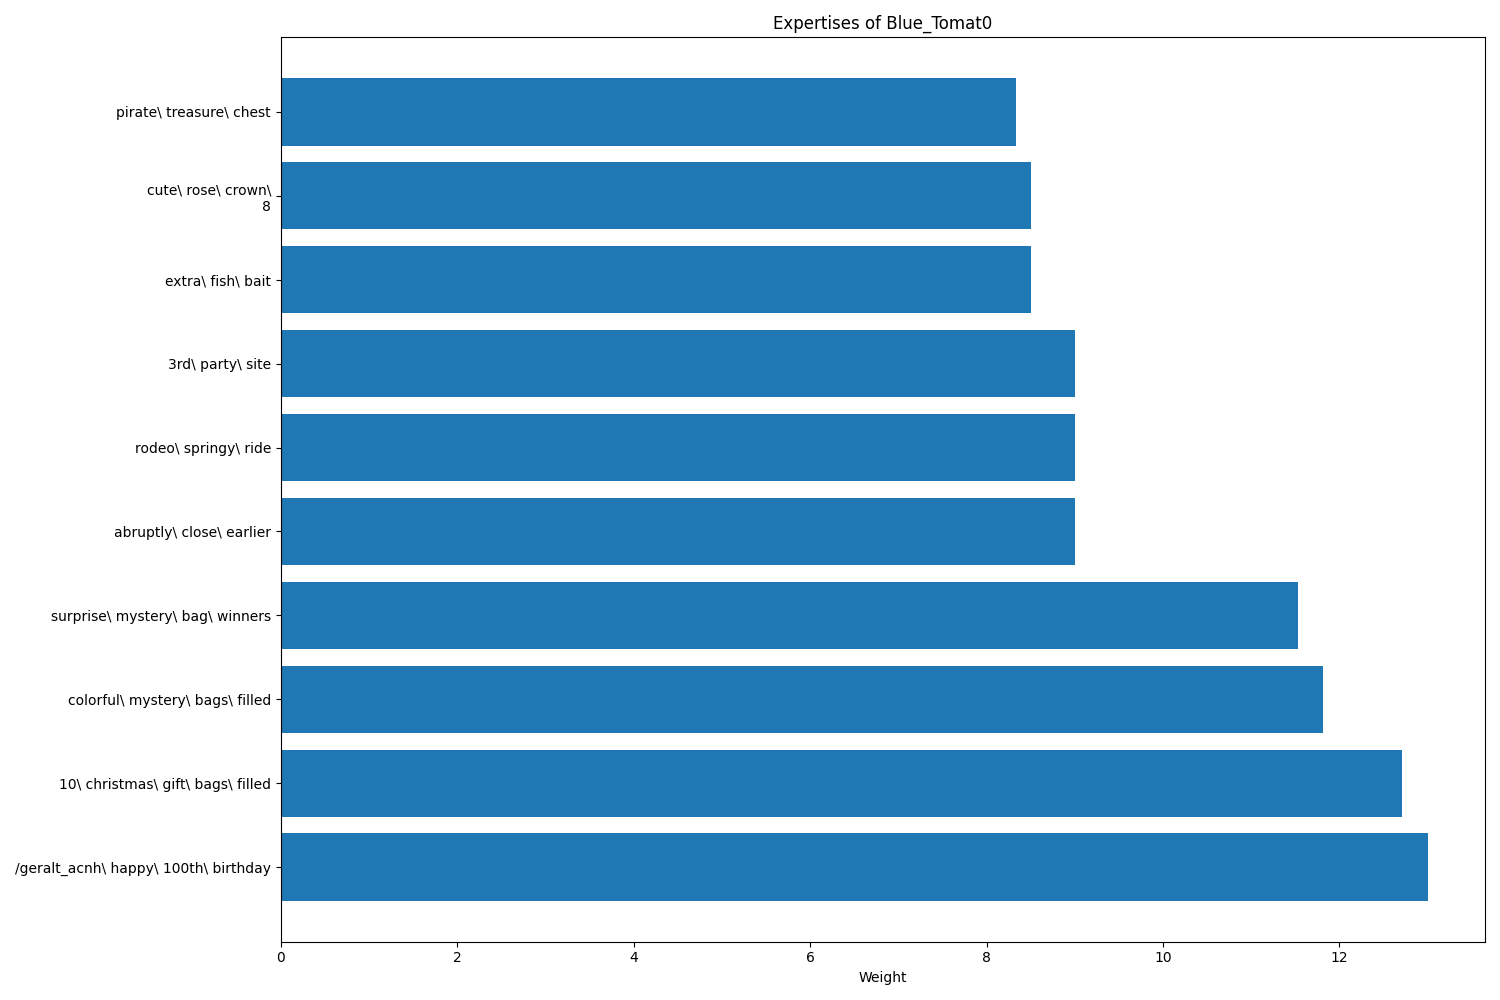 Expertises of Blue_Tomat0
pirate\ treasure\ chest
cute\ rose\ crown\
8
extra\ fish\ bait
3rd\ party\ site
rodeo\ springy\ ride
abruptly\ close\ earlier
surprise\ mystery\ bag\ winners
colorful\ mystery\ bags\ filled
10\ christmas\ gift\ bags\ filled
/geralt_acnh\ happy\ 100th\ birthday
0 2 4 6 8 10 12
Weight